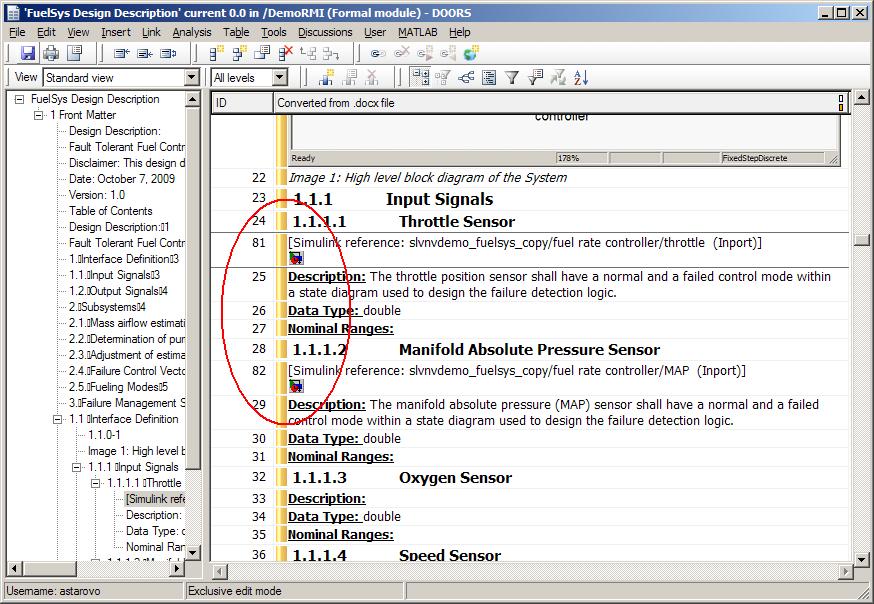 'FuelSys Design Description' current 0.0 in /DemoRMI (Formal module) - DOORS
File Edit View Insert Link Analysis Table Tools Discussions User MATLAB Help
View Standard view All levels
FuelSys Design Description
1 Front Matter
Design Description:
Fault Tolerant Fuel Contr
Disclaimer: This design d
Date: October 7, 2009
Version: 1.0
Table of Contents
Design Description:▯1
Fault Tolerant Fuel Contr
1.▯Interface Definition▯3
1.1.▯Input Signals▯3
1.2.▯Output Signals▯4
2.▯Subsystems▯4
2.1.▯Mass airflow estimati
2.2.▯Determination of pur
2.3.▯Adjustment of estima
2.4.▯Failure Control Vecto
2.5.▯Fueling Modes▯5
3.▯Failure Management S
1.1 ▯Interface Definition
1.1.0-1
Image 1: High level b
1.1.1 ▯Input Signals
1.1.1.1 ▯Throttle
[Simulink refe
Description:
Data Type: d
Nominal Ran
ID Converted from .docx file
controller
Ready 178% FixedStepDiscrete
22 Image 1: High level block diagram of the System
23 1.1.1 Input Signals
24 1.1.1.1 Throttle Sensor
81 [Simulink reference: slvnvdemo_fuelsys_copy/fuel rate controller/throttle (Inport)]
25 Description: The throttle position sensor shall have a normal and a failed control mode within
a state diagram used to design the failure detection logic.
26 Data Type: double
27 Nominal Ranges:
28 1.1.1.2 Manifold Absolute Pressure Sensor
82 [Simulink reference: slvnvdemo_fuelsys_copy/fuel rate controller/MAP (Inport)]
29 Description: The manifold absolute pressure (MAP) sensor shall have a normal and a failed
control mode within a state diagram used to design the failure detection logic.
30 Data Type: double
31 Nominal Ranges:
32 1.1.1.3 Oxygen Sensor
33 Description:
34 Data Type: double
35 Nominal Ranges:
36 1.1.1.4 Speed Sensor
Username: astarovo Exclusive edit mode